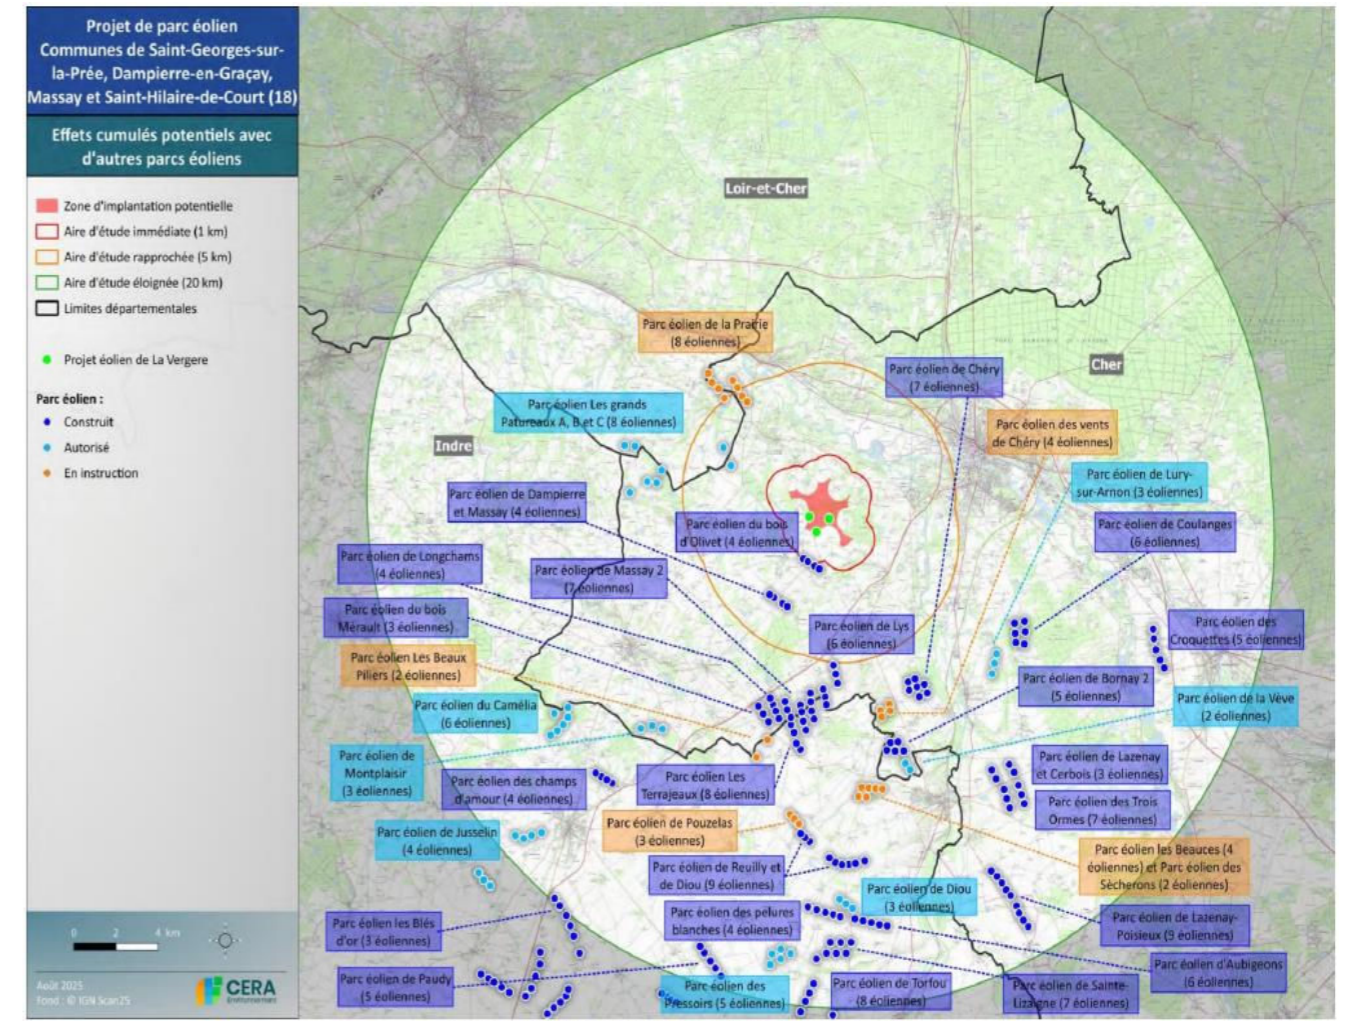 Projet de parc éolien
Communes de Saint-Georges-sur-
la-Prée, Dampierre-en-Graçay,
Massay et Saint-Hilaire-de-Court (18)
Effets cumulés potentiels avec
d'autres parcs éoliens
Zone d'implantation potentielle
Aire d'étude immédiate (1 km)
Aire d'étude rapprochée (5 km)
Aire d'étude éloignée (20 km)
Limites départementales
Projet éolien de La Vergere
Parc éolien :
Construit
Autorisé
En instruction
0 2 4 km
Août 2025
Fond : © IGN Scan25
CERA
Environnement
Loir-et-Cher
Parc éolien de la Prairie
(8 éoliennes)
Cher
Parc éolien de Chéry
(7 éoliennes)
Parc éolien Les grands
Patureaux A, B et C (8 éoliennes)
Parc éolien des vents
de Chéry (4 éoliennes)
Indre
Parc éolien de Lury-
sur-Arnon (3 éoliennes)
Parc éolien de Dampierre
et Massay (4 éoliennes)
Parc éolien du bois
d'Olivet (4 éoliennes)
Parc éolien de Coulanges
(6 éoliennes)
Parc éolien de Longchams
(4 éoliennes)
Parc éolien de Massay 2
(7 éoliennes)
Parc éolien du bois
Mérault (3 éoliennes)
Parc éolien de Lys
(6 éoliennes)
Parc éolien des
Croquettes (5 éoliennes)
Parc éolien Les Beaux
Piliers (2 éoliennes)
Parc éolien de Bornay 2
(5 éoliennes)
Parc éolien du Camélia
(6 éoliennes)
Parc éolien de la Vève
(2 éoliennes)
Parc éolien de
Montplaisir
(3 éoliennes)
Parc éolien des champs
d'amour (4 éoliennes)
Parc éolien Les
Terrajeaux (8 éoliennes)
Parc éolien de Lazenay
et Cerbois (3 éoliennes)
Parc éolien des Trois
Ormes (7 éoliennes)
Parc éolien de Jusselin
(4 éoliennes)
Parc éolien de Pouzelas
(3 éoliennes)
Parc éolien les Beauces (4
éoliennes) et Parc éolien des
Sècherons (2 éoliennes)
Parc éolien de Reuilly et
de Diou (9 éoliennes)
Parc éolien de Diou
(3 éoliennes)
Parc éolien les Blés
d'or (3 éoliennes)
Parc éolien des pelures
blanches (4 éoliennes)
Parc éolien de Lazenay-
Poisieux (9 éoliennes)
Parc éolien d'Aubigeons
(6 éoliennes)
Parc éolien de Paudy
(5 éoliennes)
Parc éolien des
Pressoirs (5 éoliennes)
Parc éolien de Torfou
(8 éoliennes)
Parc éolien de Sainte-
Lizaigne (7 éoliennes)